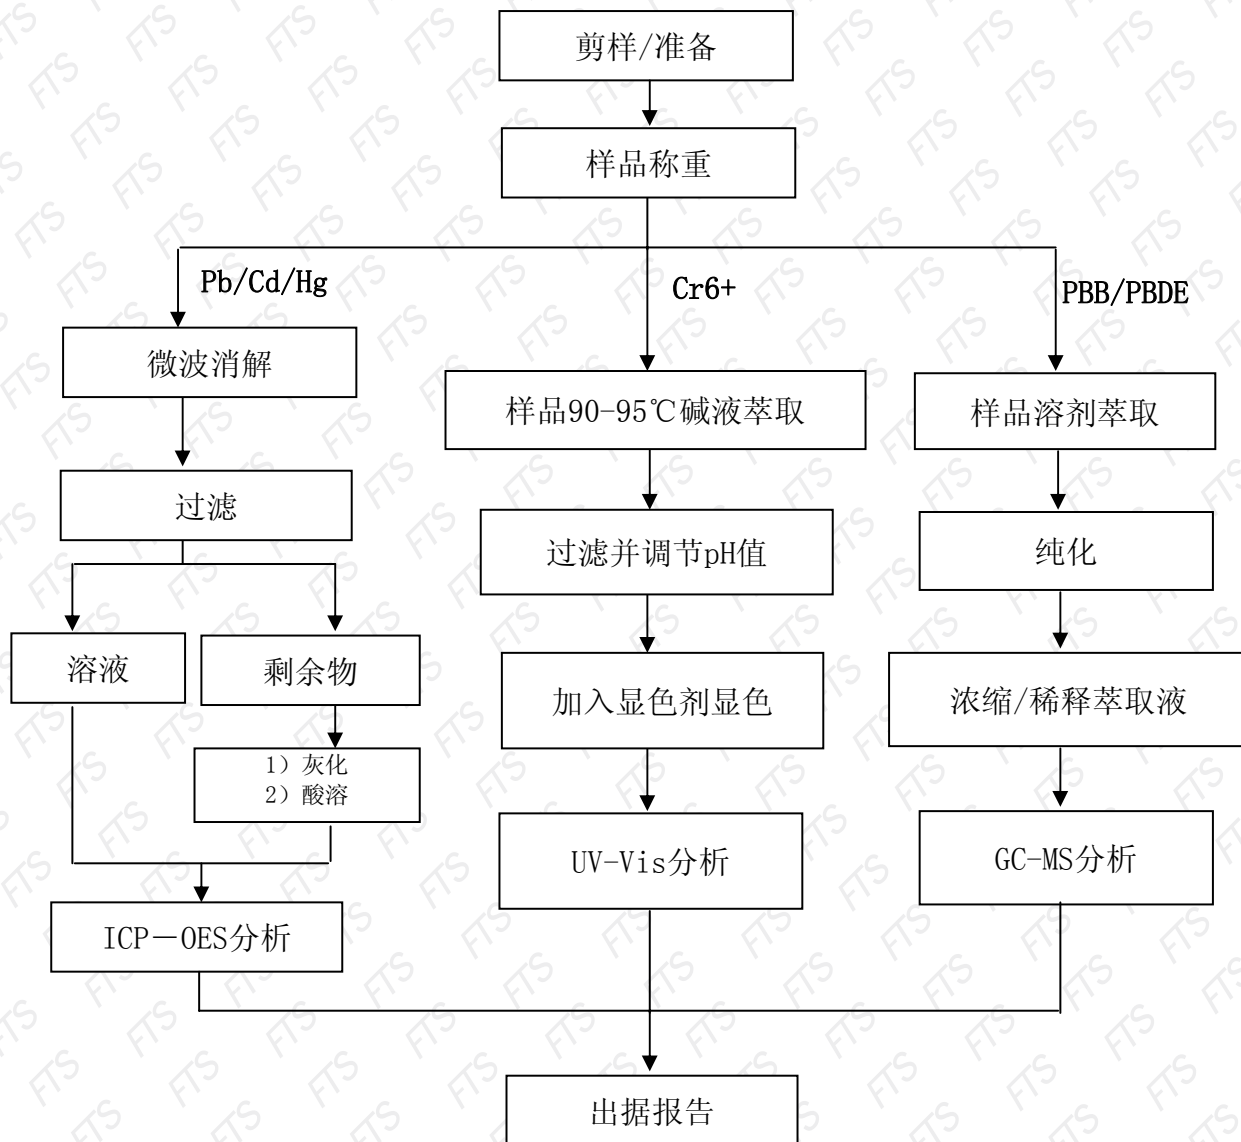 剪样/准备
样品称重
Pb/Cd/Hg
Cr6+
PBB/PBDE
微波消解
样品90-95℃碱液萃取
样品溶剂萃取
过滤
过滤并调节pH值
纯化
溶液
剩余物
加入显色剂显色
浓缩/稀释萃取液
1）灰化
2）酸溶
UV-Vis分析
GC-MS分析
ICP－OES分析
出据报告
FTS